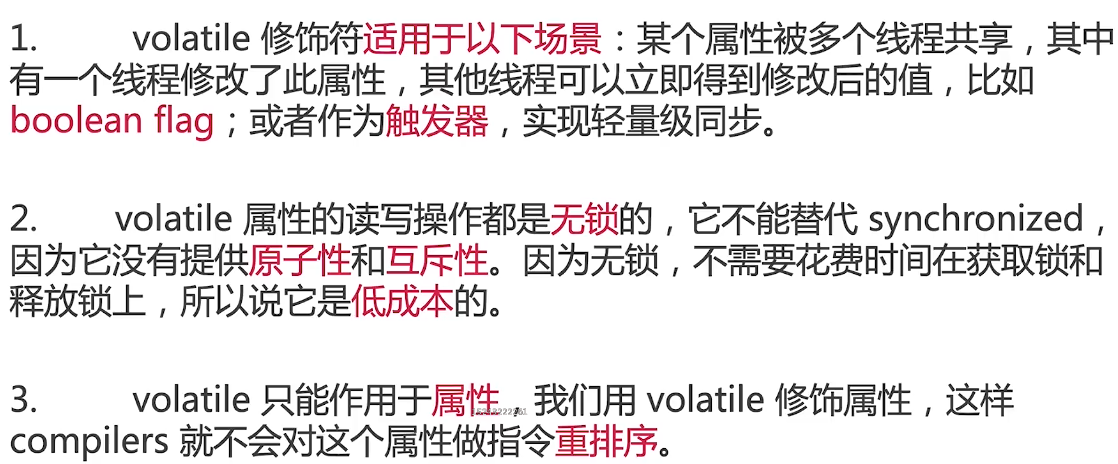 1. volatile 修饰符适用于以下场景：某个属性被多个线程共享，其中
有一个线程修改了此属性，其他线程可以立即得到修改后的值，比如
boolean flag；或者作为触发器，实现轻量级同步。
2. volatile 属性的读写操作都是无锁的，它不能替代 synchronized，
因为它没有提供原子性和互斥性。因为无锁，不需要花费时间在获取锁和
释放锁上，所以说它是低成本的。
3. volatile 只能作用于属性，我们用 volatile 修饰属性，这样
compilers 就不会对这个属性做指令重排序。